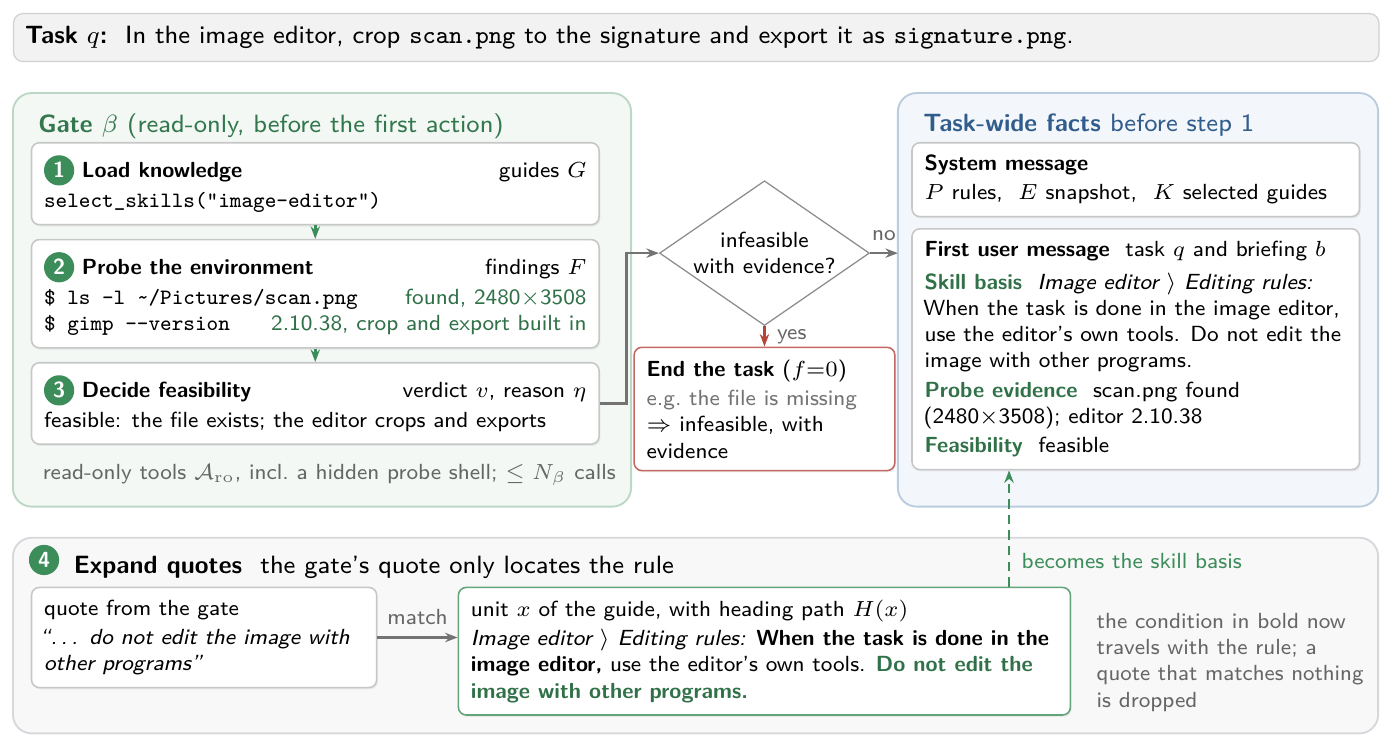 Task q: In the image editor, crop scan.png to the signature and export it as signature.png.
Gate β (read-only, before the first action)
1 Load knowledge guides G
select_skills("image-editor")
2 Probe the environment findings F
$ ls -l ~/Pictures/scan.png found, 2480×3508
$ gimp --version 2.10.38, crop and export built in
3 Decide feasibility verdict v, reason η
feasible: the file exists; the editor crops and exports
read-only tools 𝒜ro, incl. a hidden probe shell; ≤ Nβ calls
infeasible
with evidence?
no
yes
End the task (f=0)
e.g. the file is missing
⇒ infeasible, with
evidence
Task-wide facts before step 1
System message
P rules, E snapshot, K selected guides
First user message task q and briefing b
Skill basis Image editor ⟩ Editing rules:
When the task is done in the image editor,
use the editor's own tools. Do not edit the
image with other programs.
Probe evidence scan.png found
(2480×3508); editor 2.10.38
Feasibility feasible
4 Expand quotes the gate's quote only locates the rule
becomes the skill basis
quote from the gate
“... do not edit the image with
other programs”
match
unit x of the guide, with heading path H(x)
Image editor ⟩ Editing rules: When the task is done in the
image editor, use the editor's own tools. Do not edit the
image with other programs.
the condition in bold now
travels with the rule; a
quote that matches nothing
is dropped